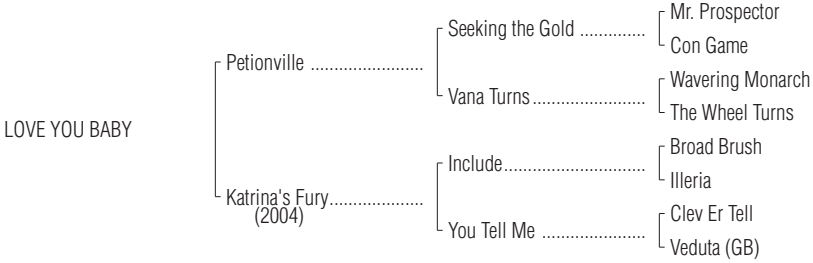 Mr. Prospector
Seeking the Gold ..............
Con Game
Petionville ........................
Wavering Monarch
Vana Turns........................
The Wheel Turns
LOVE YOU BABY
Broad Brush
Include..............................
Illeria
Katrina's Fury....................
(2004)
Clev Er Tell
You Tell Me ......................
Veduta (GB)